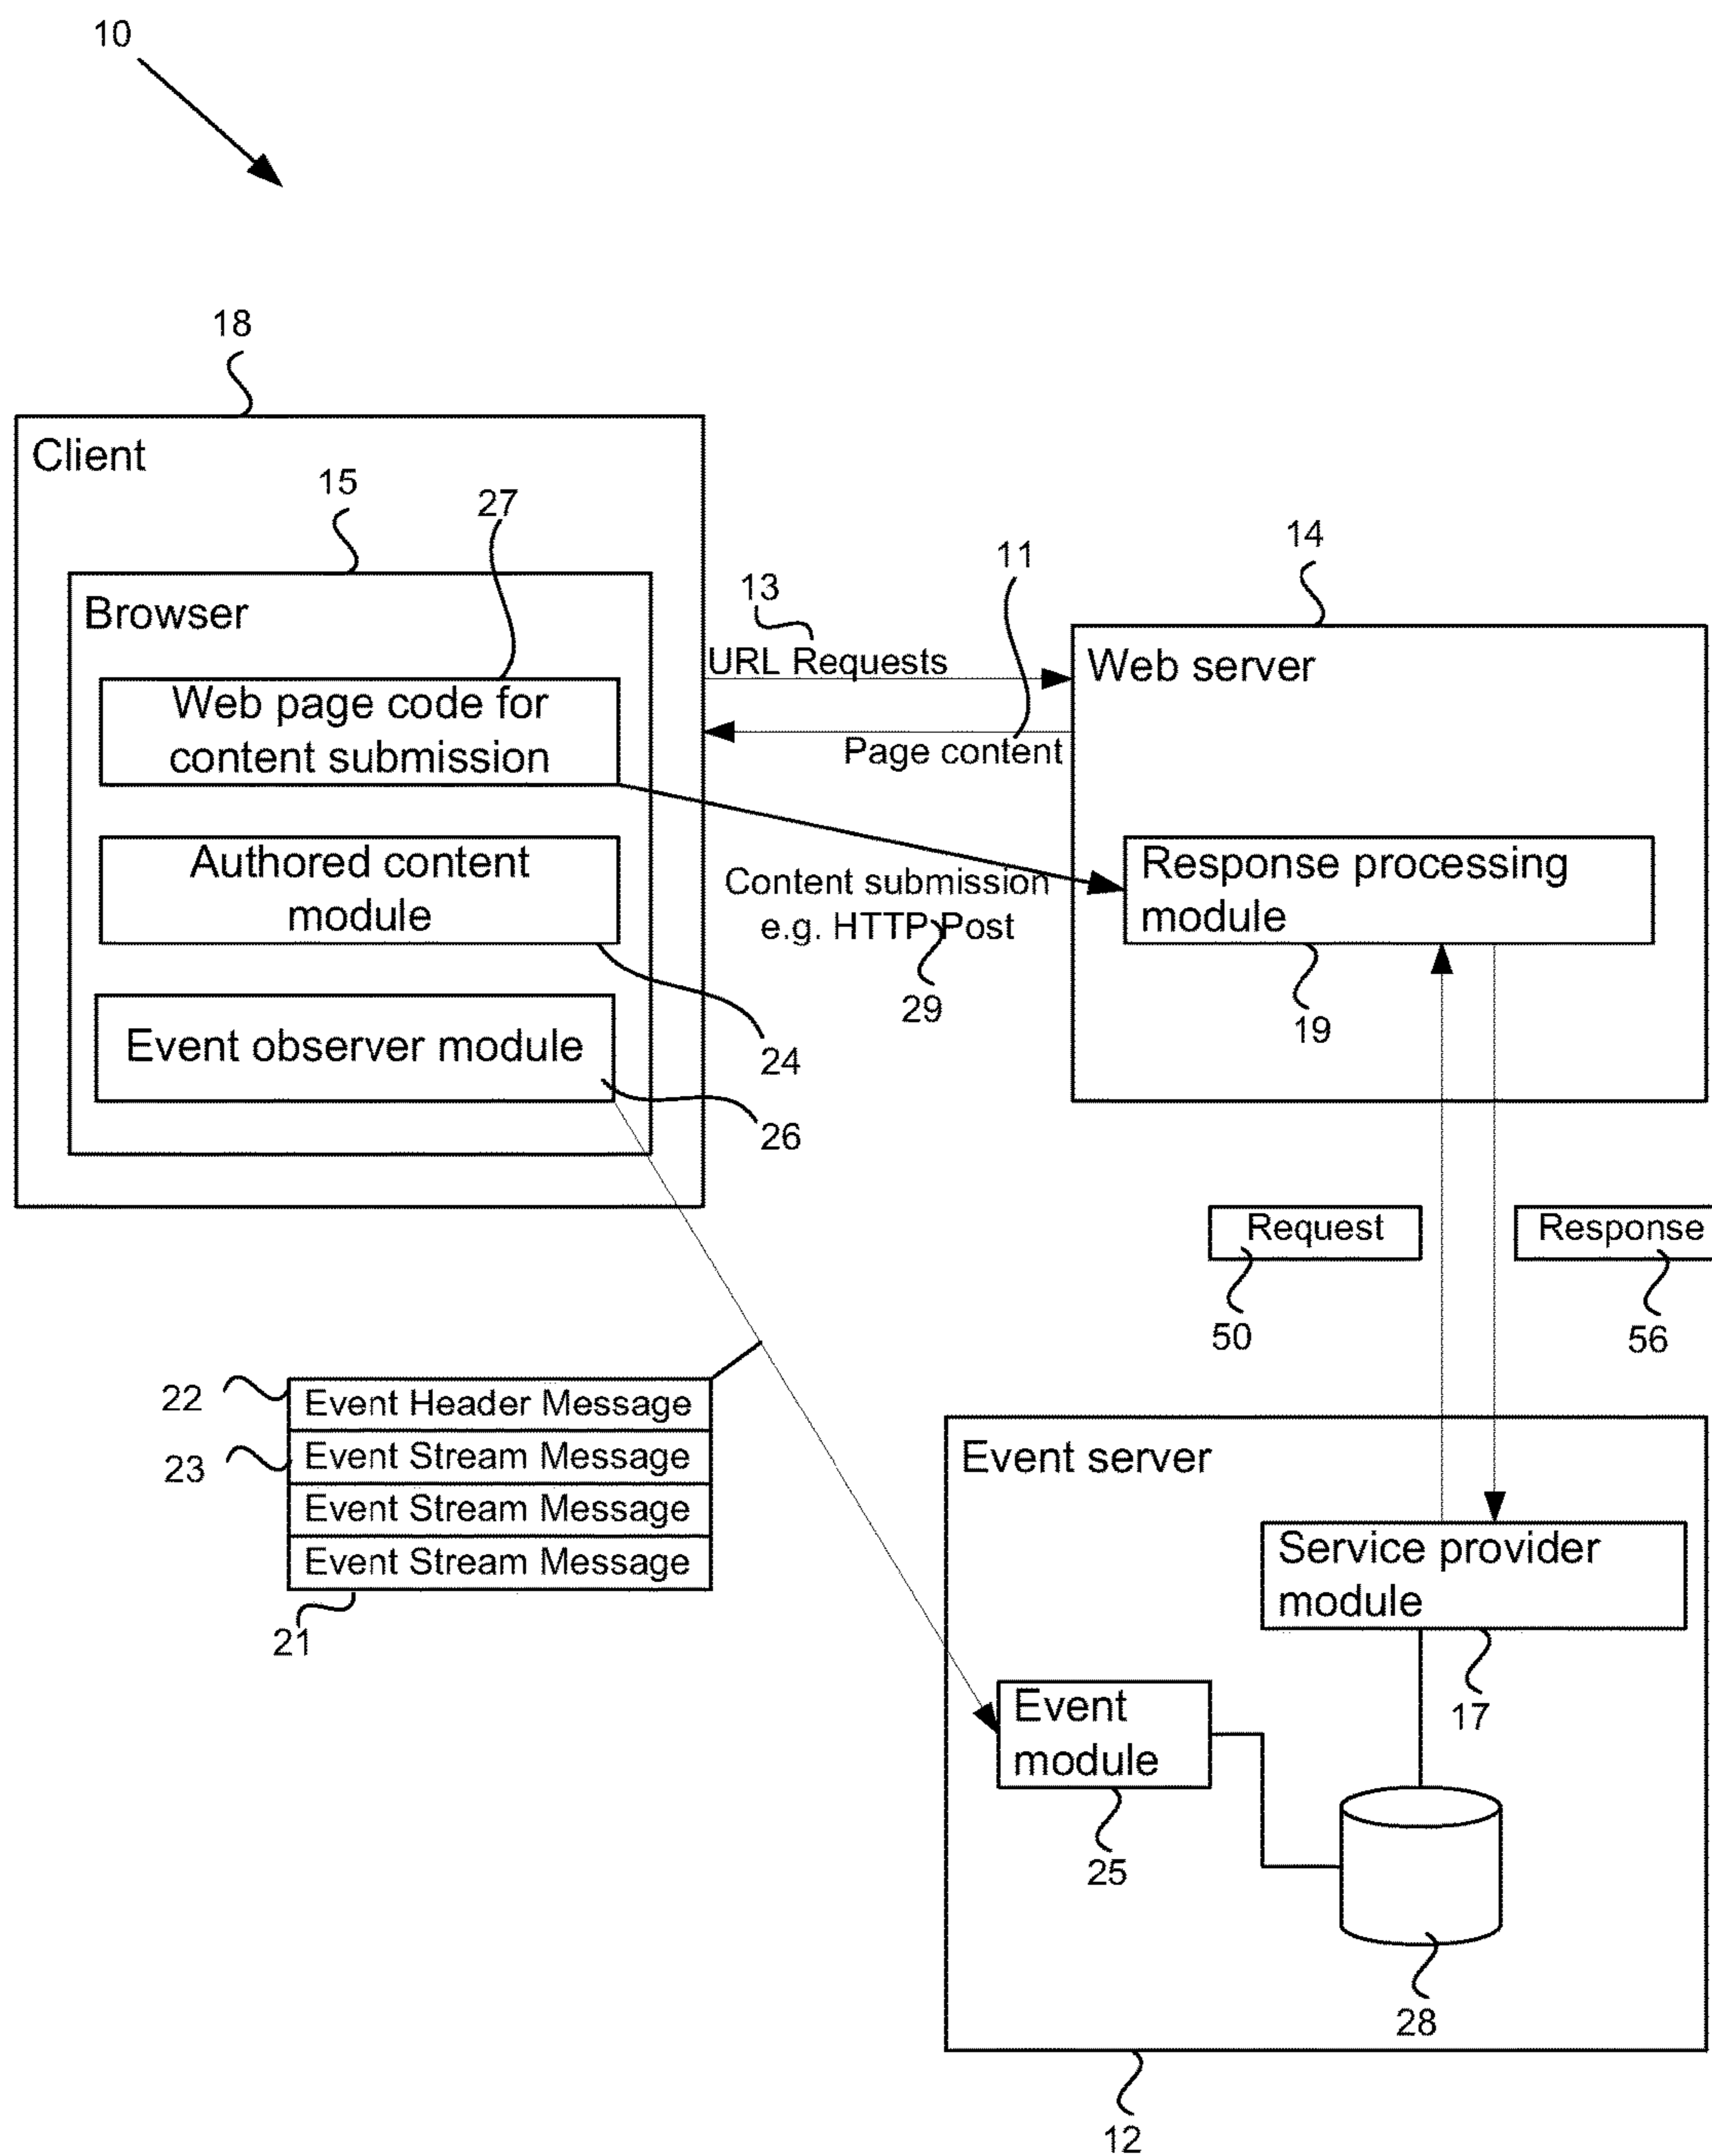 10
18
Client
15
27
Browser
Web page code for
content submission
Authored content
module
Event observer module
24
26
13
URL Requests
11
Page content
Content submission
e.g. HTTP Post
29
14
Web server
Response processing
module
19
Request
50
Response
56
22
Event Header Message
23
Event Stream Message
Event Stream Message
Event Stream Message
21
Event server
Service provider
module
17
Event
module
25
28
12